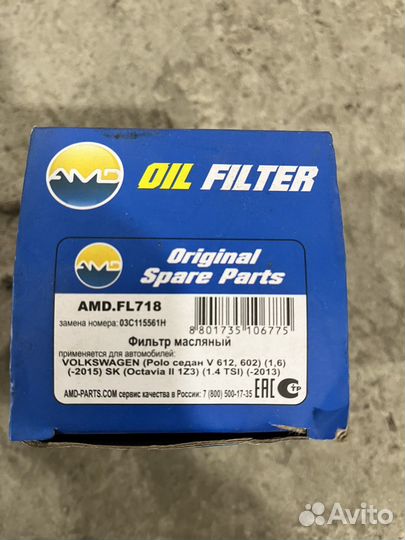 AMD
OIL FILTER
AMD
Original
Spare Parts
AMD.FL718
замена номера: 03C115561H
8 801735 106775
Фильтр масляный
применяется для автомобилей:
VOLKSWAGEN (Polo седан V 612, 602) (1,6)
(-2015) SK (Octavia II 1Z3) (1.4 TSI) (-2013)
AMD-PARTS.COM сервис качества в России: 7 (800) 500-17-35
EAC
СТР
Avito